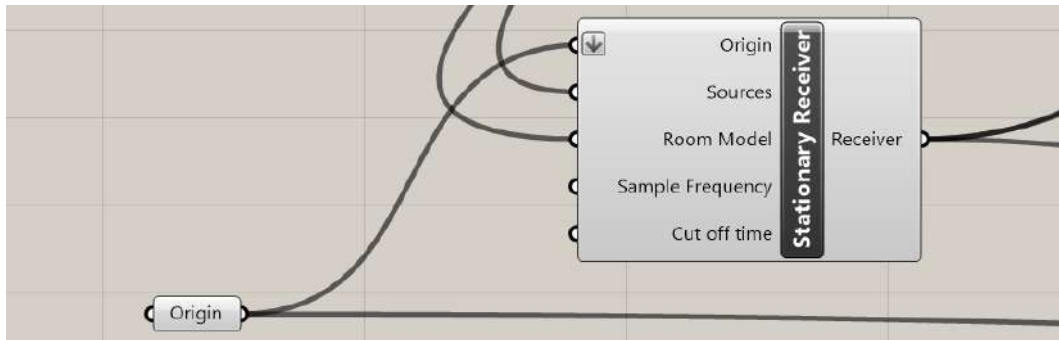 Origin
Sources
Room Model
Sample Frequency
Cut off time
Stationary Receiver
Receiver
Origin